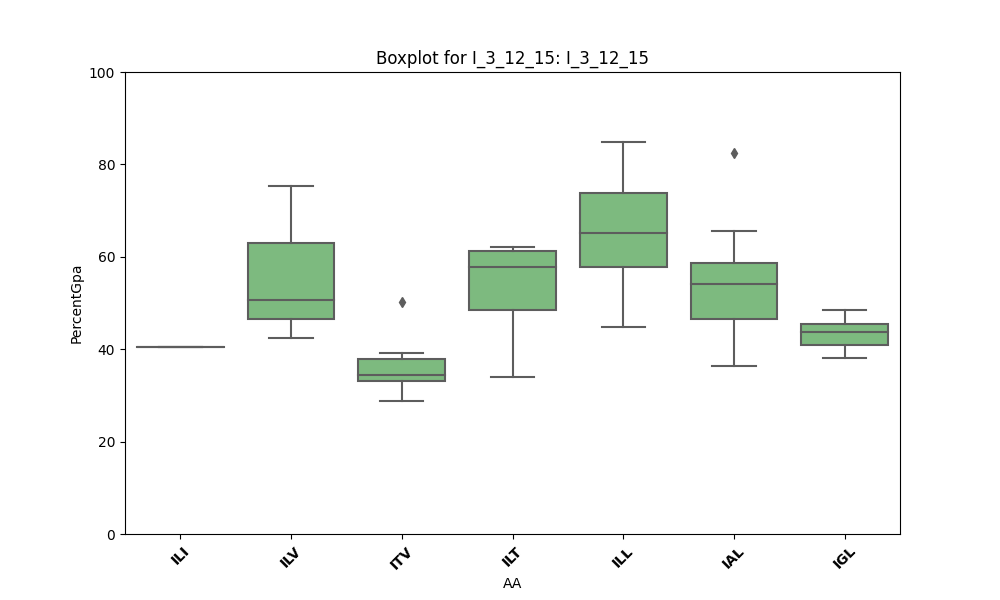 Boxplot for I_3_12_15: I_3_12_15
100
80
60
40
20
0
PercentGpa
ILI
ILV
ITV
ILT
ILL
IAL
IGL
AA